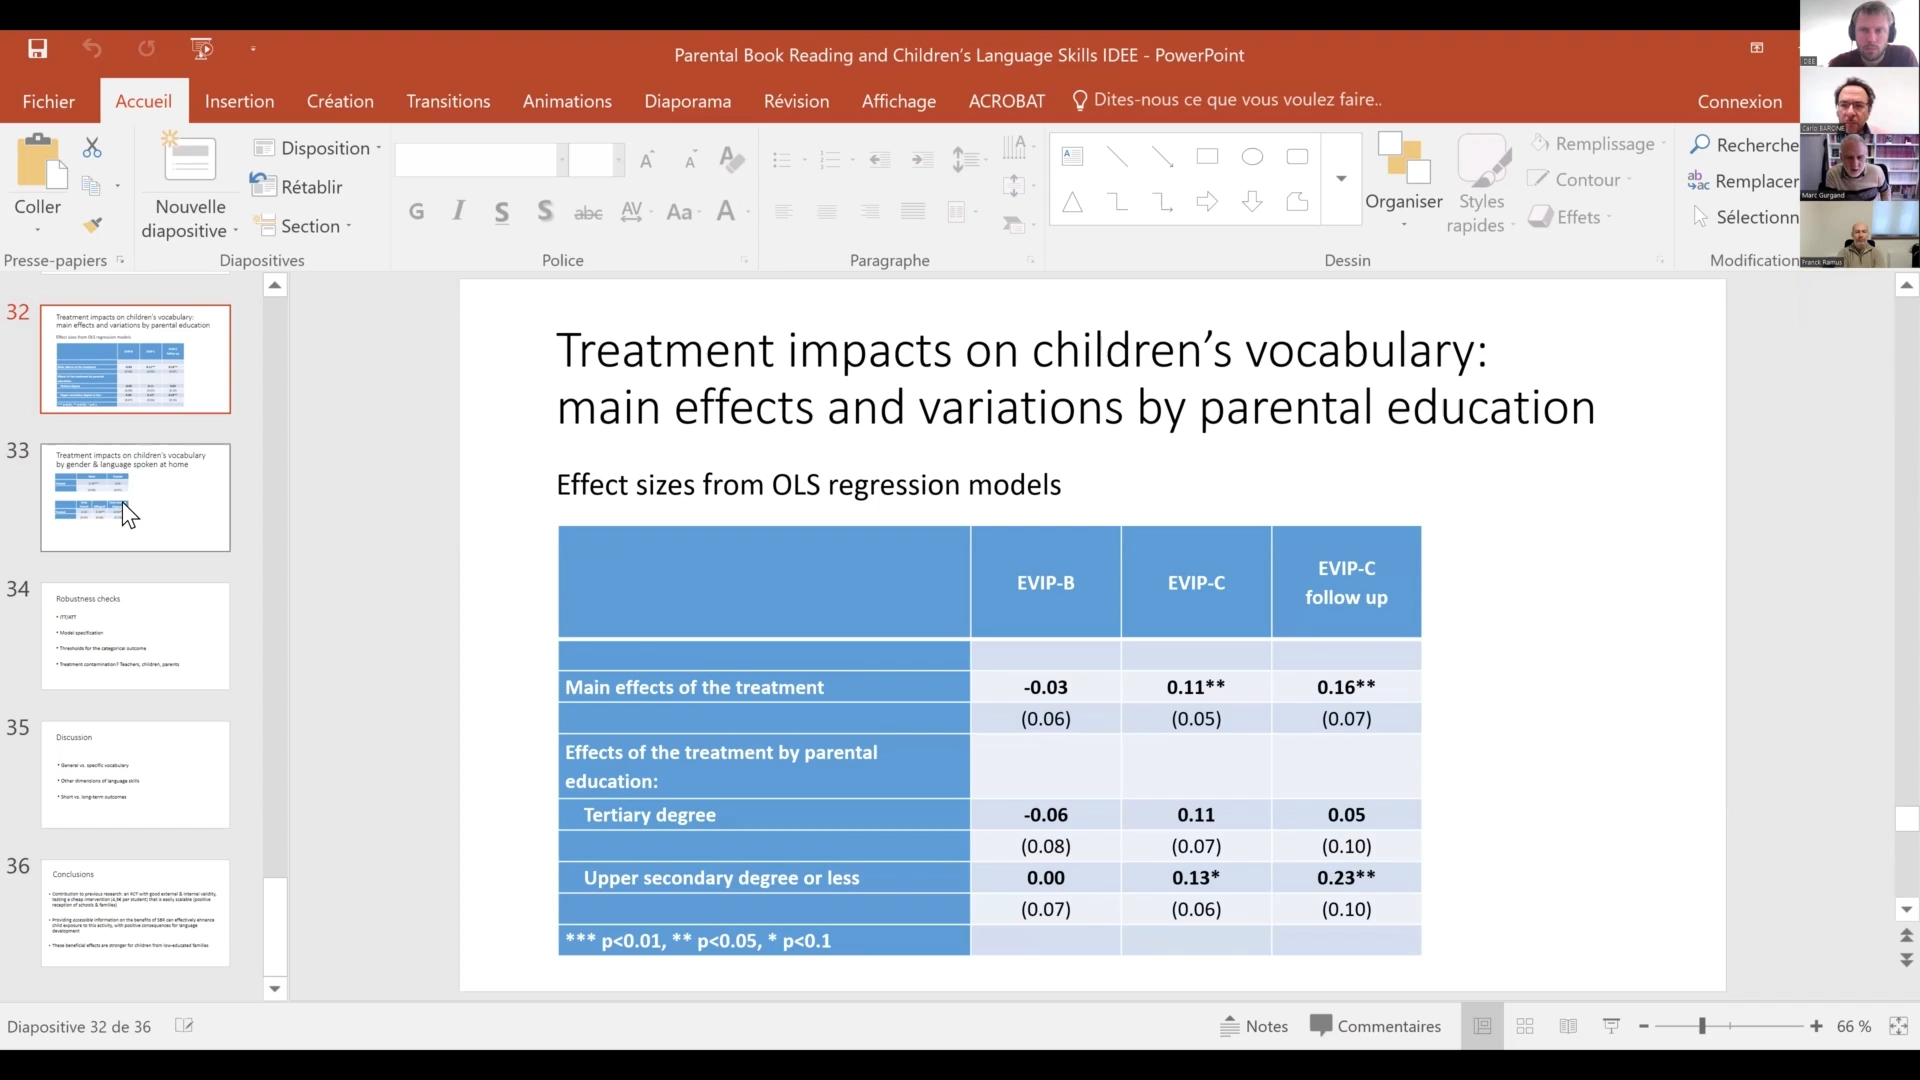 Parental Book Reading and Children's Language Skills IDEE - PowerPoint
Fichier Accueil Insertion Création Transitions Animations Diaporama Révision Affichage ACROBAT Dites-nous ce que vous voulez faire.. Connexion
Coller
Presse-papiers
Nouvelle
diapositive
Disposition
Rétablir
Section
Diapositives
G I S S abc AV Aa A
Police
Paragraphe
Organiser
Styles
rapides
Remplissage
Contour
Effets
Dessin
Recherche
Remplacer
Sélectionn
Modification
IDEE
Carlo BARONE
Marc Gurgand
Franck Ramus
32
Treatment impacts on children's vocabulary:
main effects and variations by parental education
Effect sizes from OLS regression models
33
Treatment impacts on children's vocabulary
by gender & language spoken at home
34
Robustness checks
• ITT/ATT
• Model specification
• Thresholds for the categorical outcome
• Treatment contamination? Teachers, children, parents
35
Discussion
• General vs. specific vocabulary
• Other dimensions of language skills
• Short vs. long-term outcomes
36
Conclusions
• Contribution to previous research: an RCT with good external & internal validity,
testing a cheap intervention (4,5€ per student) that is easily scalable (positive
reception of schools & families)
• Providing accessible information on the benefits of SBR can effectively enhance
child exposure to this activity, with positive consequences for language
development
• These beneficial effects are stronger for children from low-educated families
Treatment impacts on children's vocabulary:
main effects and variations by parental education
Effect sizes from OLS regression models
EVIP-B EVIP-C EVIP-C
follow up
Main effects of the treatment -0.03 0.11** 0.16**
(0.06) (0.05) (0.07)
Effects of the treatment by parental
education:
Tertiary degree -0.06 0.11 0.05
(0.08) (0.07) (0.10)
Upper secondary degree or less 0.00 0.13* 0.23**
(0.07) (0.06) (0.10)
*** p<0.01, ** p<0.05, * p<0.1
Diapositive 32 de 36
Notes Commentaires 66 %